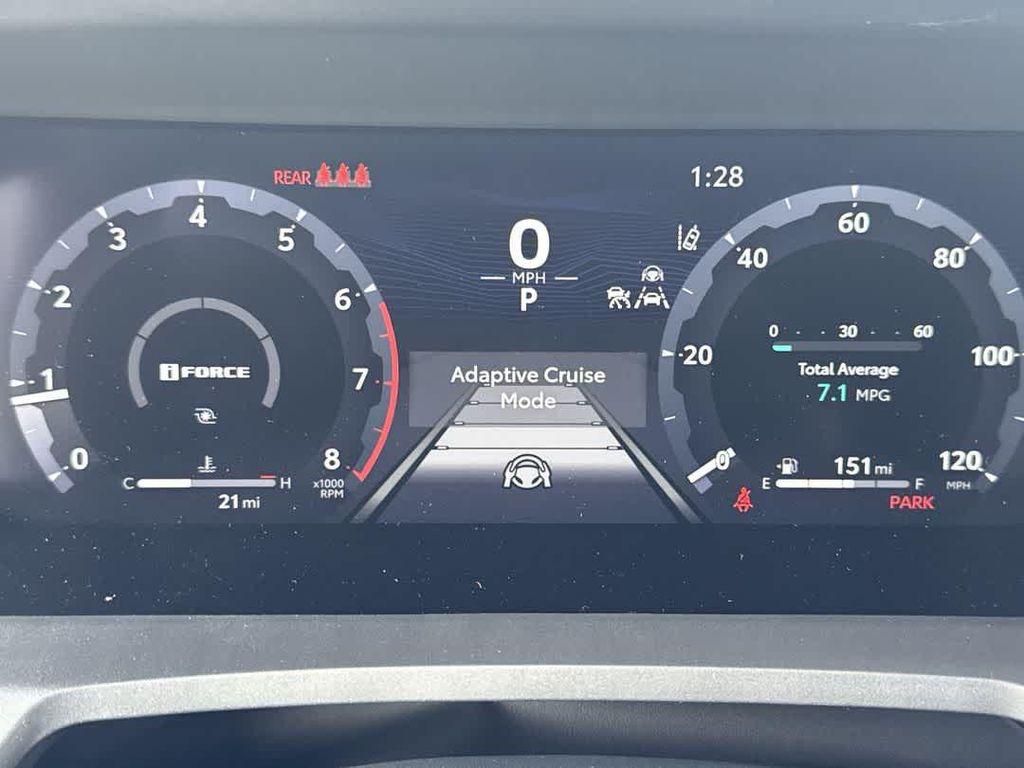 REAR
1:28
0
MPH
P
0
1
2
3
4
5
6
7
8
x1000
RPM
iFORCE
C
H
21 mi
Adaptive Cruise
Mode
0
20
40
60
80
100
120
MPH
0 - - 30 - - 60
Total Average
7.1 MPG
151 mi
E
F
PARK